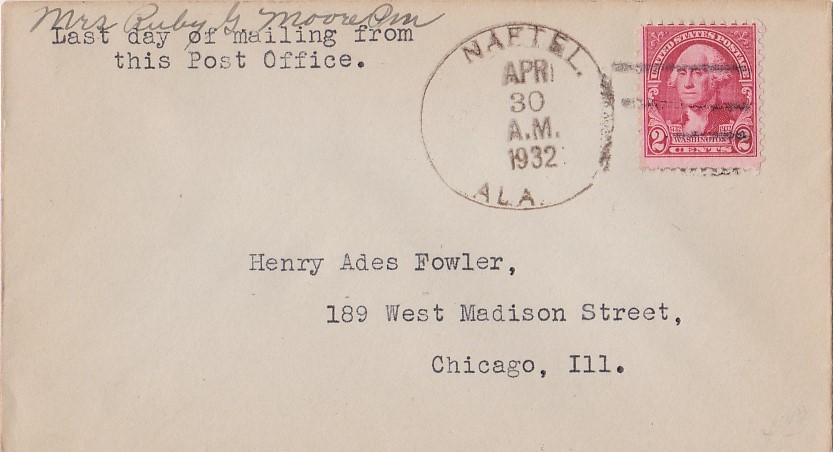 Mrs Ruby G Moore Pm
Last day of mailing from
this Post Office.
NAFTEL.
APR
30
A.M.
1932
ALA.
UNITED STATES POSTAGE
2 WASHINGTON 2
CENTS
Henry Ades Fowler,
189 West Madison Street,
Chicago, Ill.